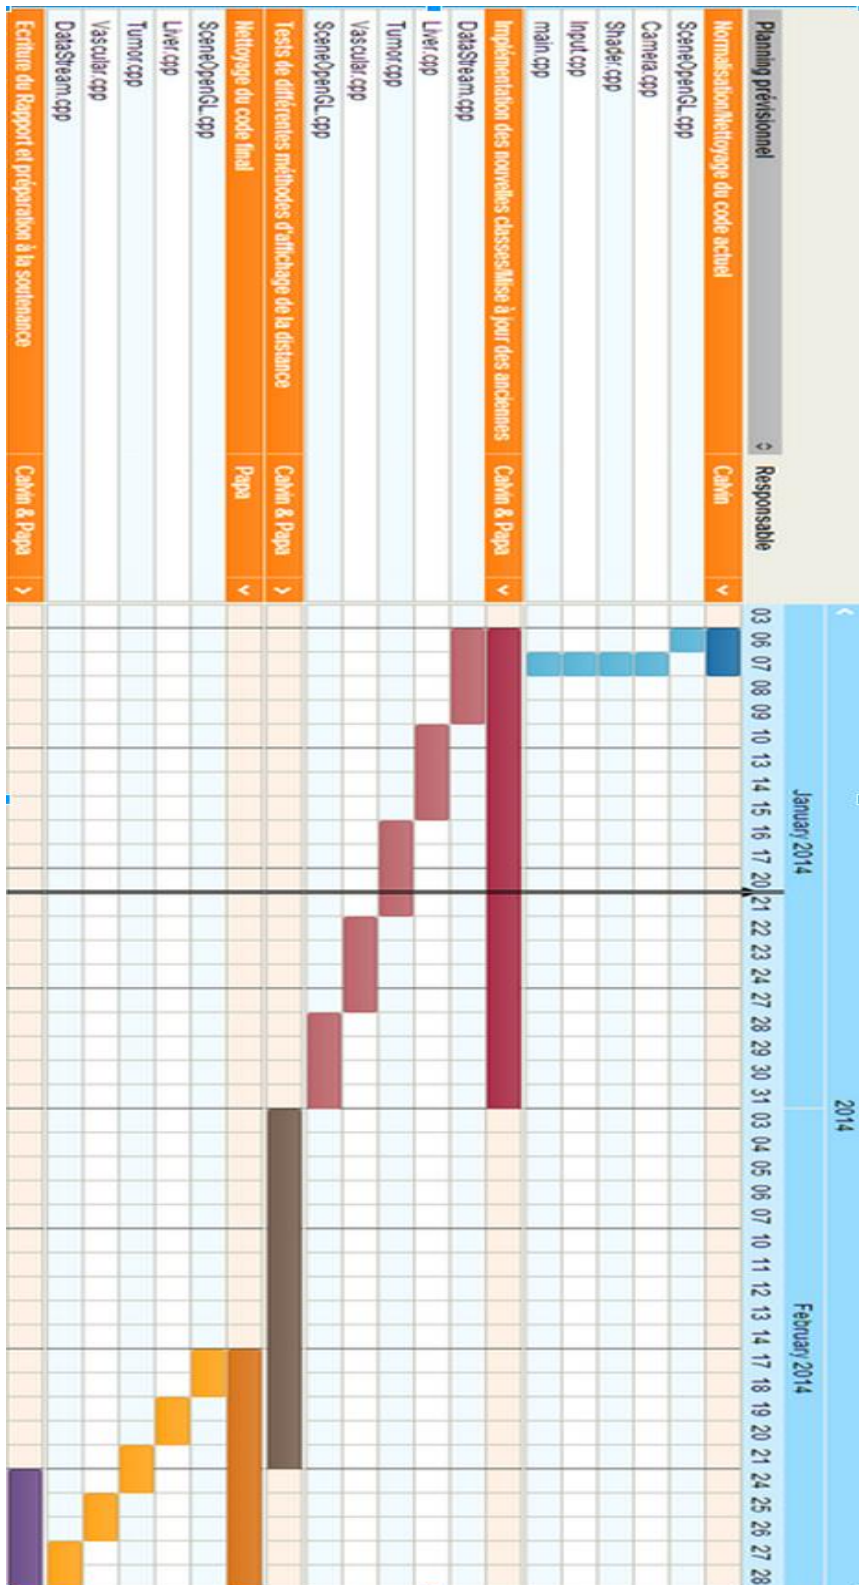 2014
January 2014 February 2014
Planning prévisionnel Responsable 03 06 07 08 09 10 13 14 15 16 17 20 21 22 23 24 27 28 29 30 31 03 04 05 06 07 10 11 12 13 14 17 18 19 20 21 24 25 26 27 28
Normalisation/Nettoyage du code actuel Calvin
SceneOpenGL.cpp
Camera.cpp
Shader.cpp
Input.cpp
main.cpp
Implémentation des nouvelles classes/Mise à jour des anciennes Calvin & Papa
DataStream.cpp
Liver.cpp
Tumor.cpp
Vascular.cpp
SceneOpenGL.cpp
Tests de différentes méthodes d'affichage de la distance Calvin & Papa
Nettoyage du code final Papa
SceneOpenGL.cpp
Liver.cpp
Tumor.cpp
Vascular.cpp
DataStream.cpp
Ecriture du Rapport et préparation à la soutenance Calvin & Papa